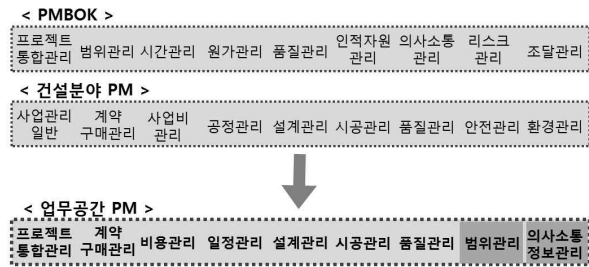 < PMBOK >
프로젝트 통합관리 범위관리 시간관리 원가관리 품질관리 인적자원 관리 의사소통 관리 리스크 관리 조달관리
< 건설분야 PM >
사업관리 일반 계약 구매관리 사업비 관리 공정관리 설계관리 시공관리 품질관리 안전관리 환경관리
< 업무공간 PM >
프로젝트 통합관리 계약 구매관리 비용관리 일정관리 설계관리 시공관리 품질관리 범위관리 의사소통 정보관리